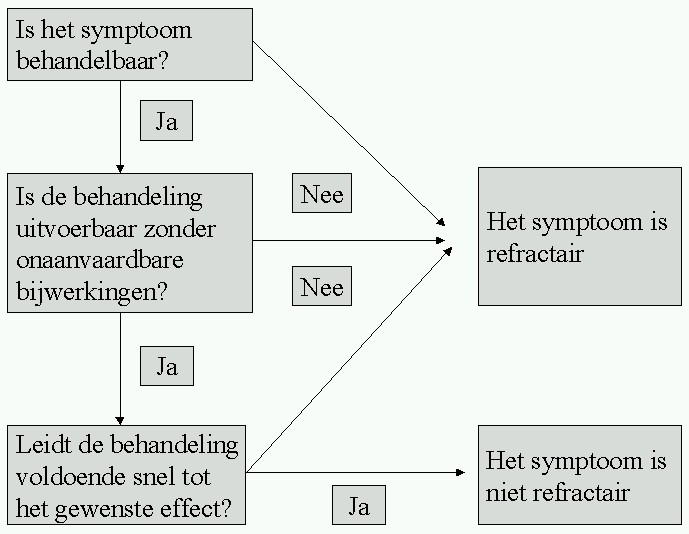 Is het symptoom
behandelbaar?
Ja
Is de behandeling
uitvoerbaar zonder
onaanvaardbare
bijwerkingen?
Nee
Nee
Het symptoom is
refractair
Ja
Leidt de behandeling
voldoende snel tot
het gewenste effect?
Ja
Het symptoom is
niet refractair